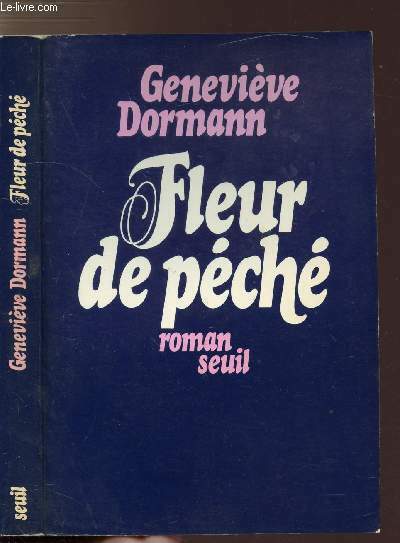 Le-livre.com
Geneviève
Dormann
Fleur
de péché
roman
seuil
Geneviève Dormann Fleur de péché
seuil